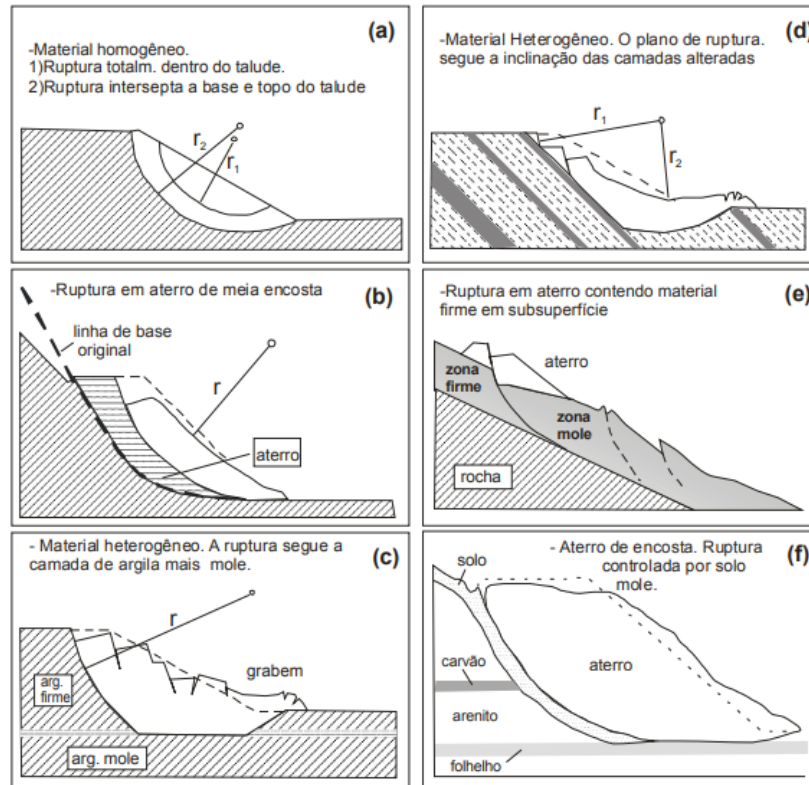 (a)
-Material homogêneo.
1)Ruptura totalm. dentro do talude.
2)Ruptura intersepta a base e topo do talude
r2
r1
(d)
-Material Heterogêneo. O plano de ruptura.
segue a inclinação das camadas alteradas
r1
r2
(b)
-Ruptura em aterro de meia encosta
linha de base
original
r
aterro
(e)
-Ruptura em aterro contendo material
firme em subsuperfície
aterro
zona
firme
zona
mole
rocha
(c)
- Material heterogêneo. A ruptura segue a
camada de argila mais mole.
r
grabem
arg.
firme
arg. mole
(f)
- Aterro de encosta. Ruptura
controlada por solo
mole.
solo
carvão
aterro
arenito
folhelho